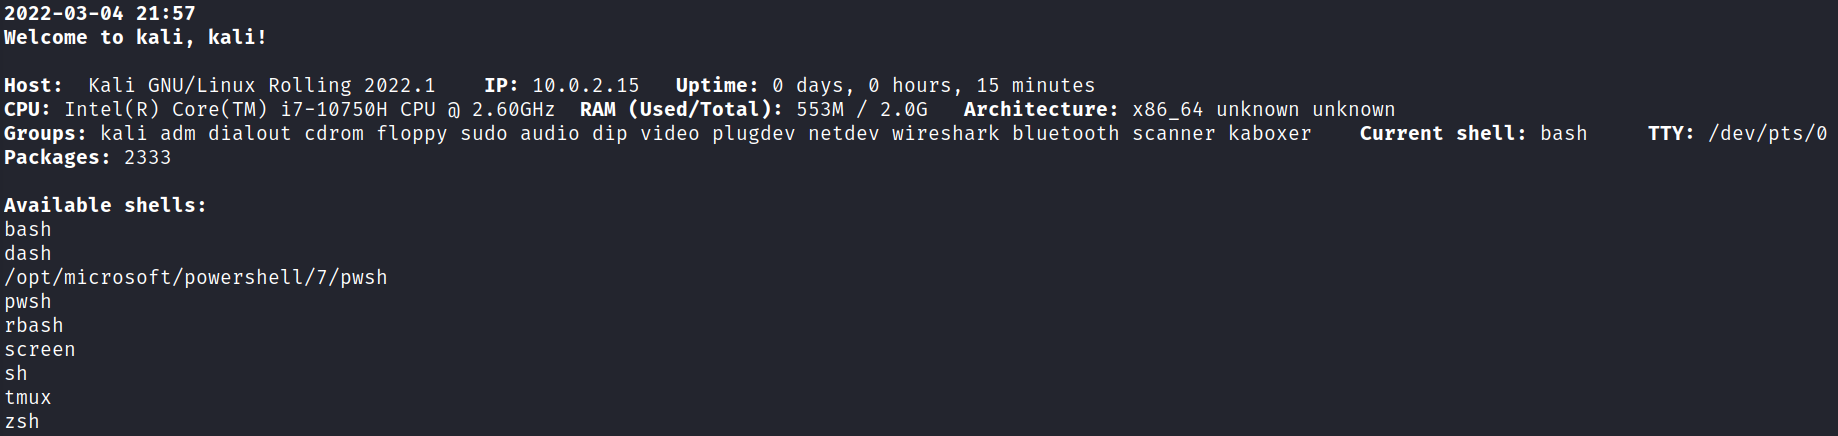 2022-03-04 21:57
Welcome to kali, kali!
Host:  Kali GNU/Linux Rolling 2022.1    IP: 10.0.2.15   Uptime: 0 days, 0 hours, 15 minutes
CPU: Intel(R) Core(TM) i7-10750H CPU @ 2.60GHz  RAM (Used/Total): 553M / 2.0G   Architecture: x86_64 unknown unknown
Groups: kali adm dialout cdrom floppy sudo audio dip video plugdev netdev wireshark bluetooth scanner kaboxer    Current shell: bash     TTY: /dev/pts/0
Packages: 2333
Available shells:
bash
dash
/opt/microsoft/powershell/7/pwsh
pwsh
rbash
screen
sh
tmux
zsh